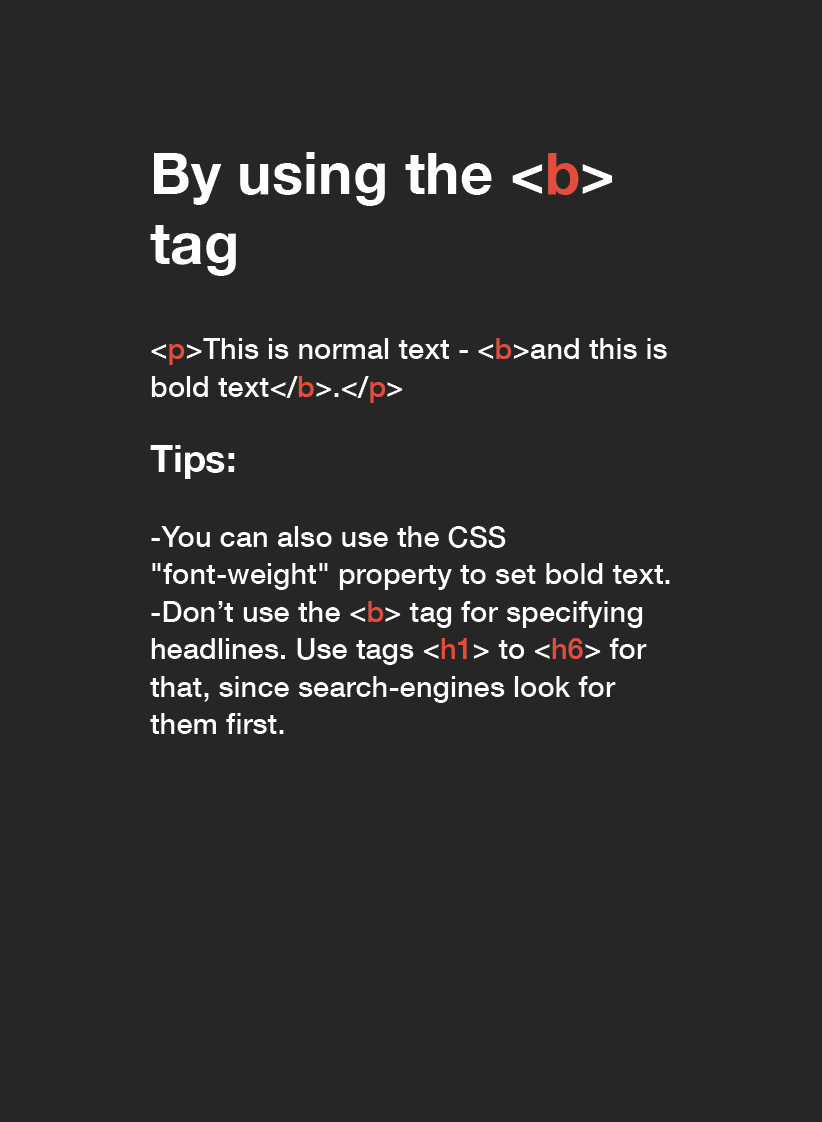 By using the <b>
tag
<p>This is normal text - <b>and this is
bold text</b>.</p>
Tips:
-You can also use the CSS
"font-weight" property to set bold text.
-Don’t use the <b> tag for specifying
headlines. Use tags <h1> to <h6> for
that, since search-engines look for
them first.